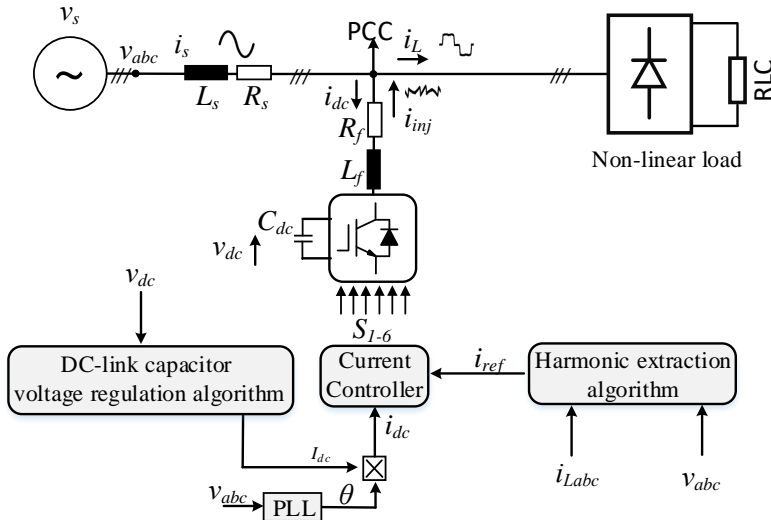 v_s
v_abc
i_s
PCC
i_L
L_s
R_s
i_dc
R_f
i_inj
RLC
L_f
Non-linear load
C_dc
v_dc
v_dc
S_1-6
DC-link capacitor
voltage regulation algorithm
Current
Controller
i_ref
Harmonic extraction
algorithm
i_dc
I_dc
i_Labc
v_abc
v_abc
PLL
θ